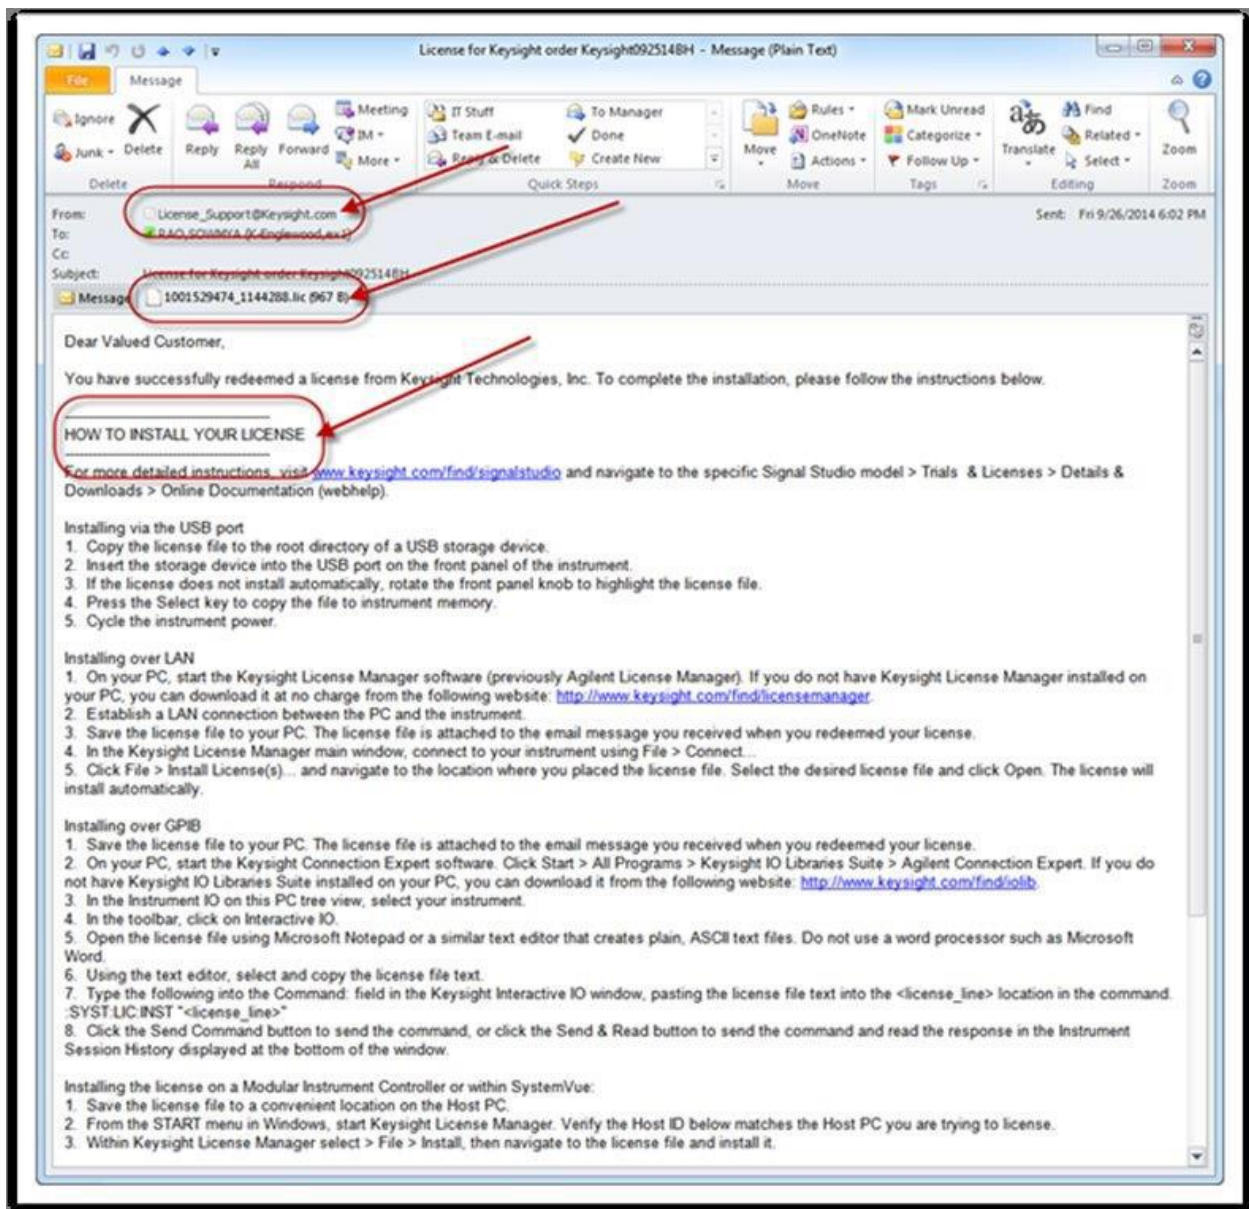 License for Keysight order Keysight092514BH - Message (Plain Text)
File Message
Ignore
Junk
Delete
Reply
Reply All
Forward
Meeting
IM
More
IT Stuff
Team E-mail
Reply & Delete
To Manager
Done
Create New
Move
Rules
OneNote
Actions
Mark Unread
Categorize
Follow Up
Translate
Find
Related
Select
Zoom
Delete Respond Quick Steps Move Tags Editing Zoom
From: License_Support@Keysight.com Sent: Fri 9/26/2014 6:02 PM
To: RAO,SOWMYA (K-Englewood,ex1)
Cc:
Subject: License for Keysight order Keysight092514BH
Message 1001529474_1144288.lic (967 B)
Dear Valued Customer,
You have successfully redeemed a license from Keysight Technologies, Inc. To complete the installation, please follow the instructions below.
HOW TO INSTALL YOUR LICENSE
For more detailed instructions, visit www.keysight.com/find/signalstudio and navigate to the specific Signal Studio model > Trials & Licenses > Details &
Downloads > Online Documentation (webhelp).
Installing via the USB port
1. Copy the license file to the root directory of a USB storage device.
2. Insert the storage device into the USB port on the front panel of the instrument.
3. If the license does not install automatically, rotate the front panel knob to highlight the license file.
4. Press the Select key to copy the file to instrument memory.
5. Cycle the instrument power.
Installing over LAN
1. On your PC, start the Keysight License Manager software (previously Agilent License Manager). If you do not have Keysight License Manager installed on
your PC, you can download it at no charge from the following website: http://www.keysight.com/find/licensemanager.
2. Establish a LAN connection between the PC and the instrument.
3. Save the license file to your PC. The license file is attached to the email message you received when you redeemed your license.
4. In the Keysight License Manager main window, connect to your instrument using File > Connect...
5. Click File > Install License(s)... and navigate to the location where you placed the license file. Select the desired license file and click Open. The license will
install automatically.
Installing over GPIB
1. Save the license file to your PC. The license file is attached to the email message you received when you redeemed your license.
2. On your PC, start the Keysight Connection Expert software. Click Start > All Programs > Keysight IO Libraries Suite > Agilent Connection Expert. If you do
not have Keysight IO Libraries Suite installed on your PC, you can download it from the following website: http://www.keysight.com/find/iolib.
3. In the Instrument IO on this PC tree view, select your instrument.
4. In the toolbar, click on Interactive IO.
5. Open the license file using Microsoft Notepad or a similar text editor that creates plain, ASCII text files. Do not use a word processor such as Microsoft
Word.
6. Using the text editor, select and copy the license file text.
7. Type the following into the Command: field in the Keysight Interactive IO window, pasting the license file text into the <license_line> location in the command.
:SYST:LIC:INST "<license_line>"
8. Click the Send Command button to send the command, or click the Send & Read button to send the command and read the response in the Instrument
Session History displayed at the bottom of the window.
Installing the license on a Modular Instrument Controller or within SystemVue:
1. Save the license file to a convenient location on the Host PC.
2. From the START menu in Windows, start Keysight License Manager. Verify the Host ID below matches the Host PC you are trying to license.
3. Within Keysight License Manager select > File > Install, then navigate to the license file and install it.